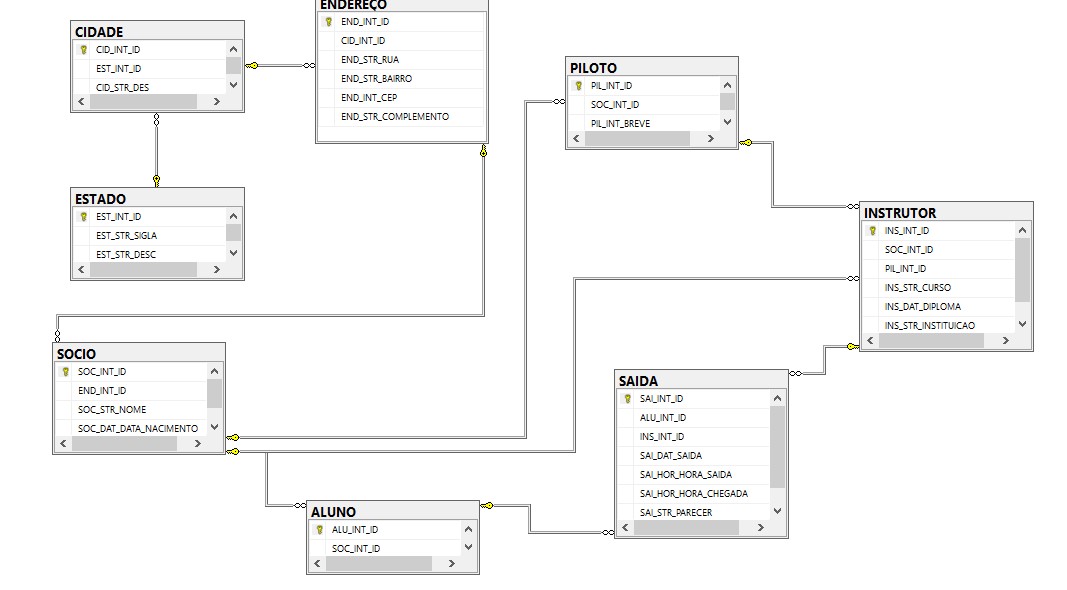 ENDEREÇO
END_INT_ID
CID_INT_ID
END_STR_RUA
END_STR_BAIRRO
END_INT_CEP
END_STR_COMPLEMENTO
CIDADE
CID_INT_ID
EST_INT_ID
CID_STR_DES
PILOTO
PIL_INT_ID
SOC_INT_ID
PIL_INT_BREVE
ESTADO
EST_INT_ID
EST_STR_SIGLA
EST_STR_DESC
INSTRUTOR
INS_INT_ID
SOC_INT_ID
PIL_INT_ID
INS_STR_CURSO
INS_DAT_DIPLOMA
INS_STR_INSTITUICAO
SOCIO
SOC_INT_ID
END_INT_ID
SOC_STR_NOME
SOC_DAT_DATA_NACIMENTO
SAIDA
SAI_INT_ID
ALU_INT_ID
INS_INT_ID
SAI_DAT_SAIDA
SAI_HOR_HORA_SAIDA
SAI_HOR_HORA_CHEGADA
SAI_STR_PARECER
ALUNO
ALU_INT_ID
SOC_INT_ID